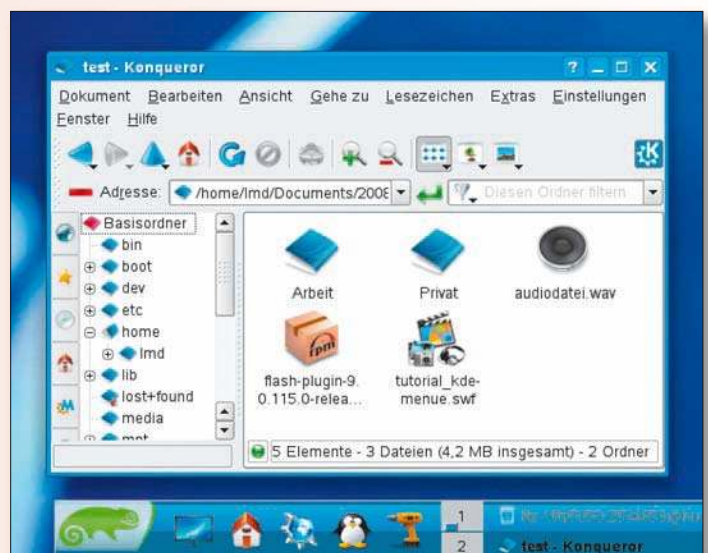 test - Konqueror
Dokument Bearbeiten Ansicht Gehe zu Lesezeichen Extras Einstellungen
Fenster Hilfe
Adresse: /home/lmd/Documents/2008 Diesen Ordner filtern
Basisordner
bin
boot
dev
etc
home
lmd
lib
lost+found
media
mnt
Arbeit Privat audiodatei.wav
rpm
flash-plugin-9.
0.115.0-relea...
tutorial_kde-
menue.swf
5 Elemente - 3 Dateien (4,2 MB insgesamt) - 2 Ordner
1
2 test - Konqueror